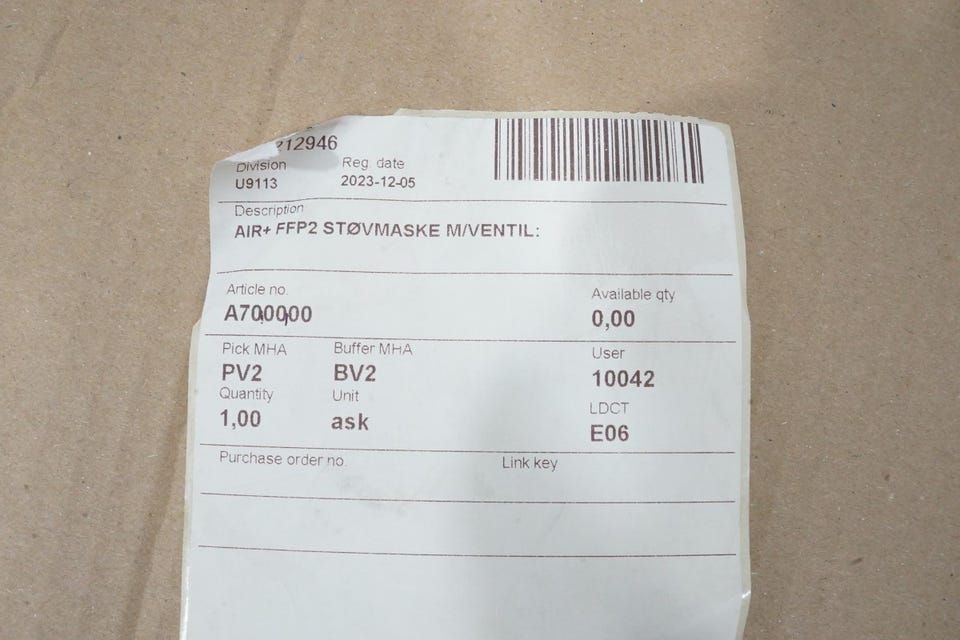 212946
Division Reg. date
U9113 2023-12-05
Description
AIR+ FFP2 STØVMASKE M/VENTIL:
Article no. Available qty
A700000 0,00
Pick MHA Buffer MHA User
PV2 BV2 10042
Quantity Unit LDCT
1,00 ask E06
Purchase order no. Link key